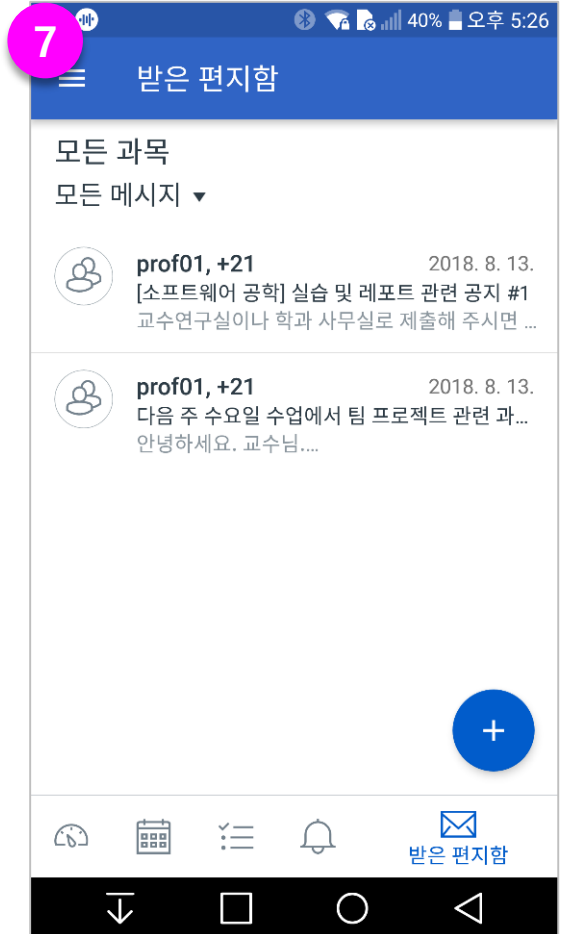 7
40% 오후 5:26
받은 편지함
모든 과목
모든 메시지
prof01, +21 2018. 8. 13.
[소프트웨어 공학] 실습 및 레포트 관련 공지 #1
교수연구실이나 학과 사무실로 제출해 주시면 ...
prof01, +21 2018. 8. 13.
다음 주 수요일 수업에서 팀 프로젝트 관련 과...
안녕하세요. 교수님....
받은 편지함